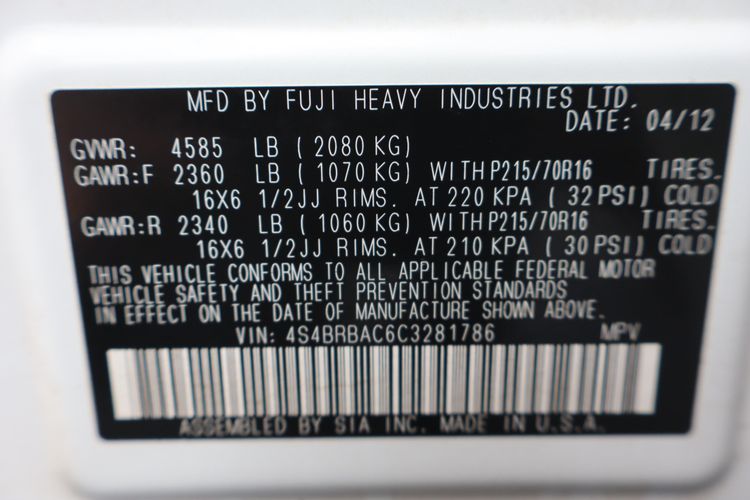 MFD BY FUJI HEAVY INDUSTRIES LTD.
DATE: 04/12
GVWR: 4585 LB ( 2080 KG)
GAWR:F 2360 LB ( 1070 KG) WITH P215/70R16 TIRES.
16X6 1/2JJ RIMS. AT 220 KPA ( 32 PSI) COLD
GAWR:R 2340 LB ( 1060 KG) WITH P215/70R16 TIRES.
16X6 1/2JJ RIMS. AT 210 KPA ( 30 PSI) COLD
THIS VEHICLE CONFORMS TO ALL APPLICABLE FEDERAL MOTOR
VEHICLE SAFETY AND THEFT PREVENTION STANDARDS
IN EFFECT ON THE DATE OF MANUFACTURE SHOWN ABOVE.
VIN: 4S4BRBAC6C3281786 MPV
ASSEMBLED BY SIA INC. MADE IN U.S.A.